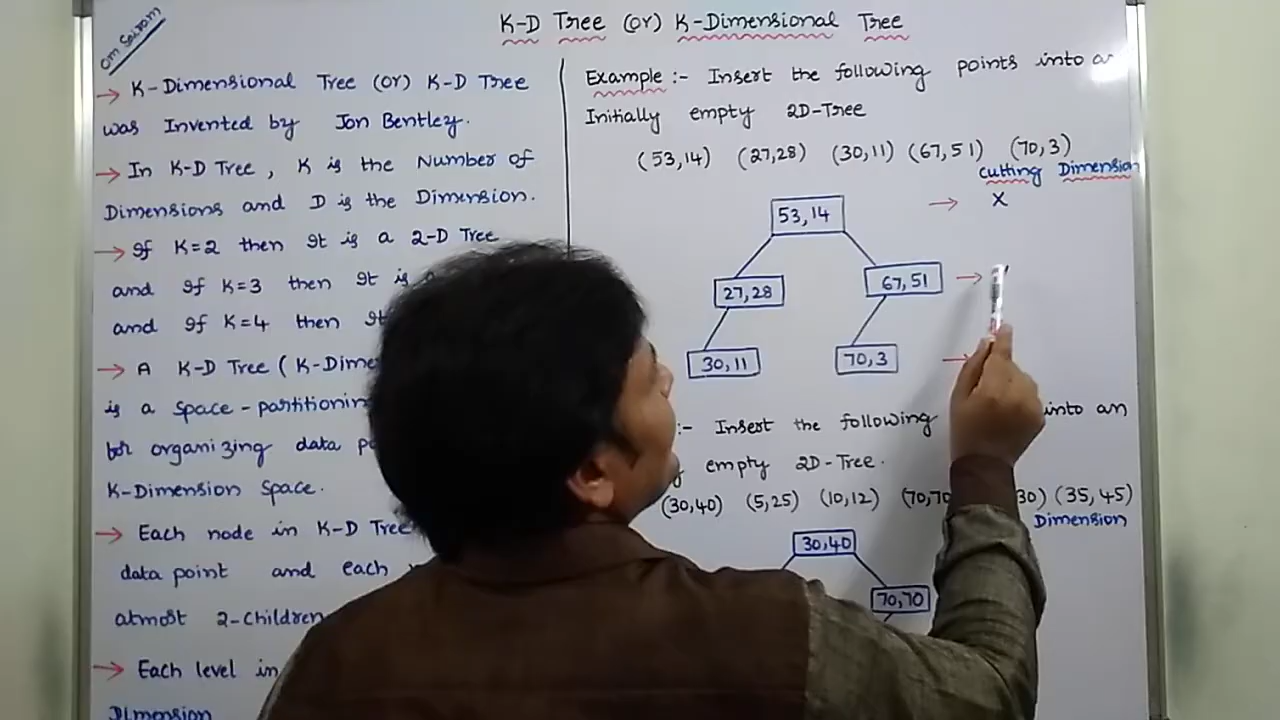 Om Sairam
K-D Tree (or) K-Dimensional Tree
→ K-Dimensional Tree (or) K-D Tree
was Invented by Jon Bentley.
→ In K-D Tree, K is the Number of
Dimensions and D is the Dimension.
→ If K=2 then It is a 2-D Tree
and If K=3 then It is
and If K=4 then It
→ A K-D Tree (K-Dime
is a space-partitioning
for organizing data p
K-Dimension Space.
→ Each node in K-D Tree
data point and each
atmost 2-children
→ Each level in
Dimension
Example :- Insert the following points into an
Initially empty 2D-Tree
(53,14) (27,28) (30,11) (67,51) (70,3)
Cutting Dimension
53,14 → X
27,28 67,51 →
30,11 70,3 →
:- Insert the following into an
empty 2D-Tree.
(30,40) (5,25) (10,12) (70,70 30) (35,45)
Dimension
30,40
70,70